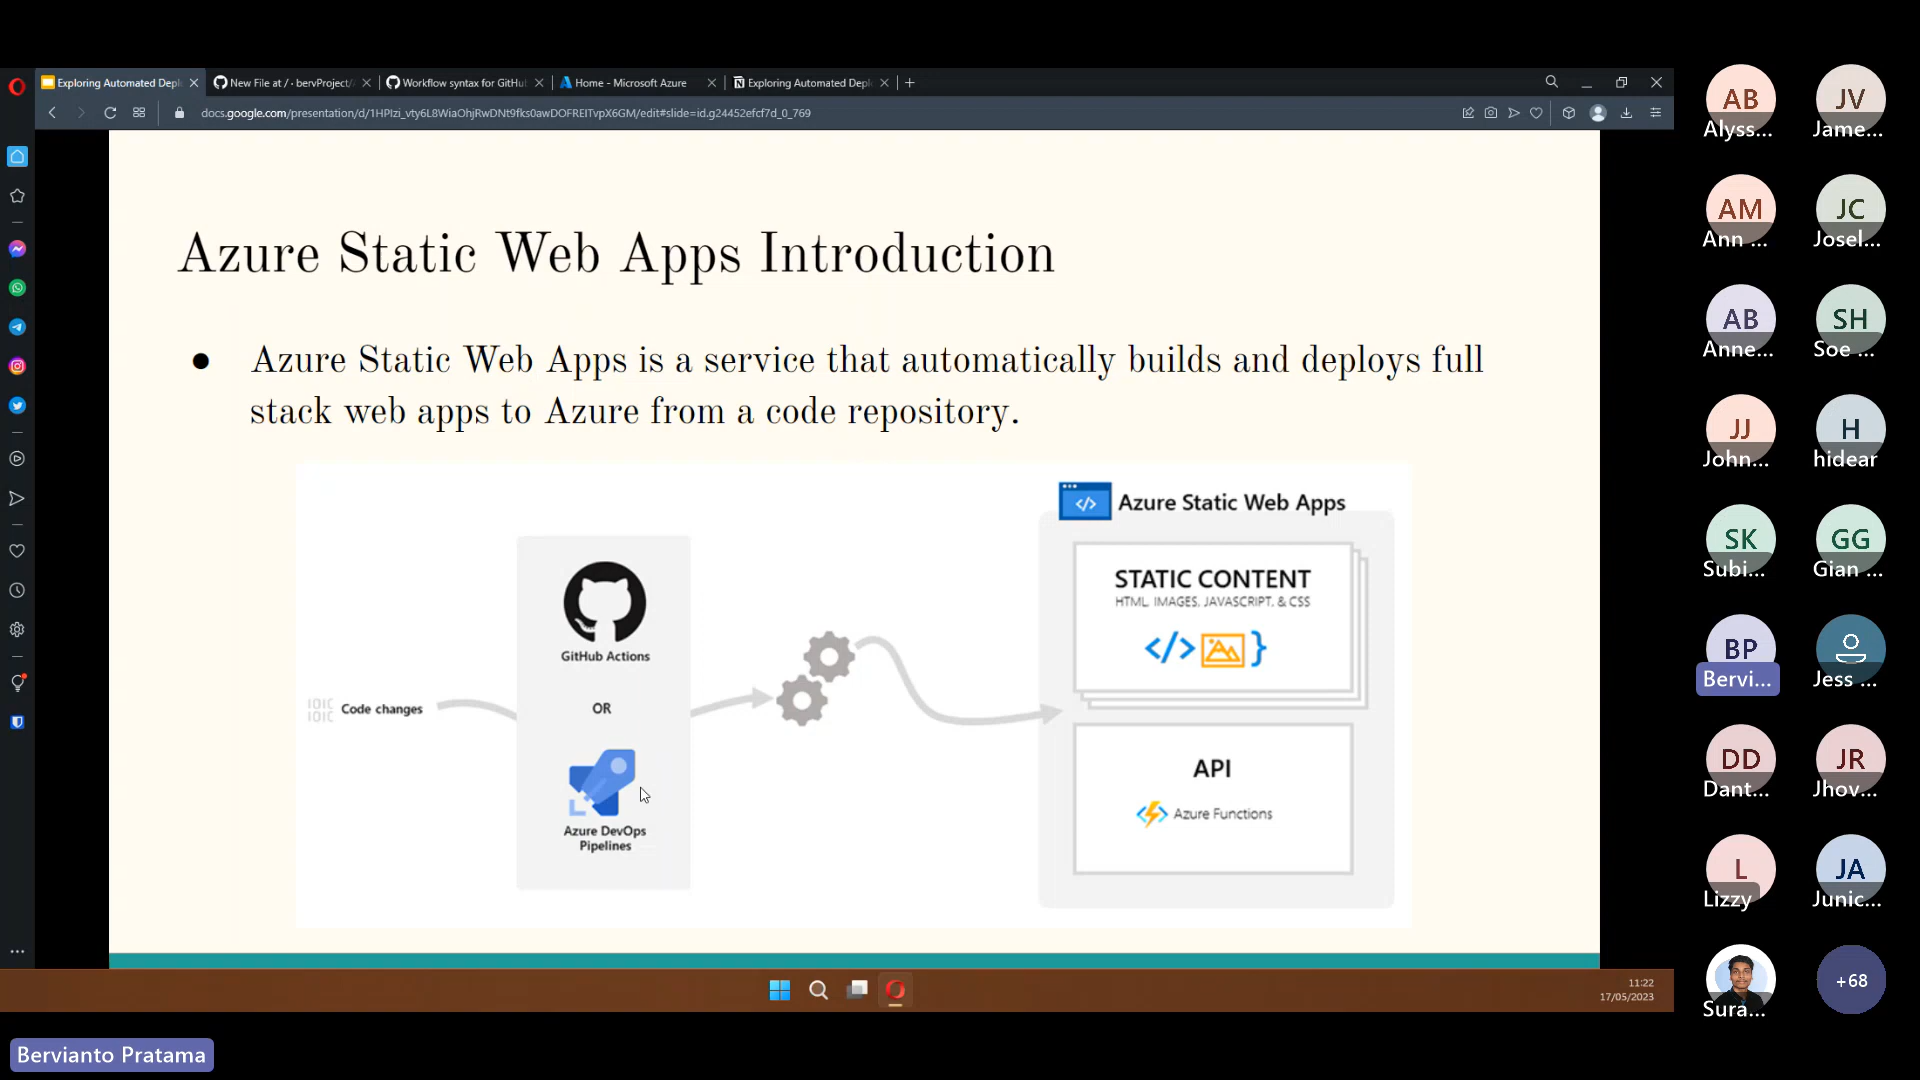 Exploring Automated Depl
New File at / · bervProject/
Workflow syntax for GitHu
Home - Microsoft Azure
Exploring Automated Depl
docs.google.com/presentation/d/1HPIzi_vty6L8WiaOhjRwDNt9fks0awDOFREITvpX6GM/edit#slide=id.g24452efcf7d_0_769
Azure Static Web Apps Introduction
● Azure Static Web Apps is a service that automatically builds and deploys full
stack web apps to Azure from a code repository.
Azure Static Web Apps
STATIC CONTENT
HTML, IMAGES, JAVASCRIPT, & CSS
GitHub Actions
Code changes
OR
API
Azure Functions
Azure DevOps
Pipelines
11:22
17/05/2023
AB
Alyss...
JV
Jame...
AM
Ann ...
JC
Josel...
AB
Anne...
SH
Soe ...
JJ
John...
H
hidear
SK
Subi...
GG
Gian ...
BP
Bervi...
Jess ...
DD
Dant...
JR
Jhov...
L
Lizzy
JA
Junic...
Sura...
+68
Bervianto Pratama